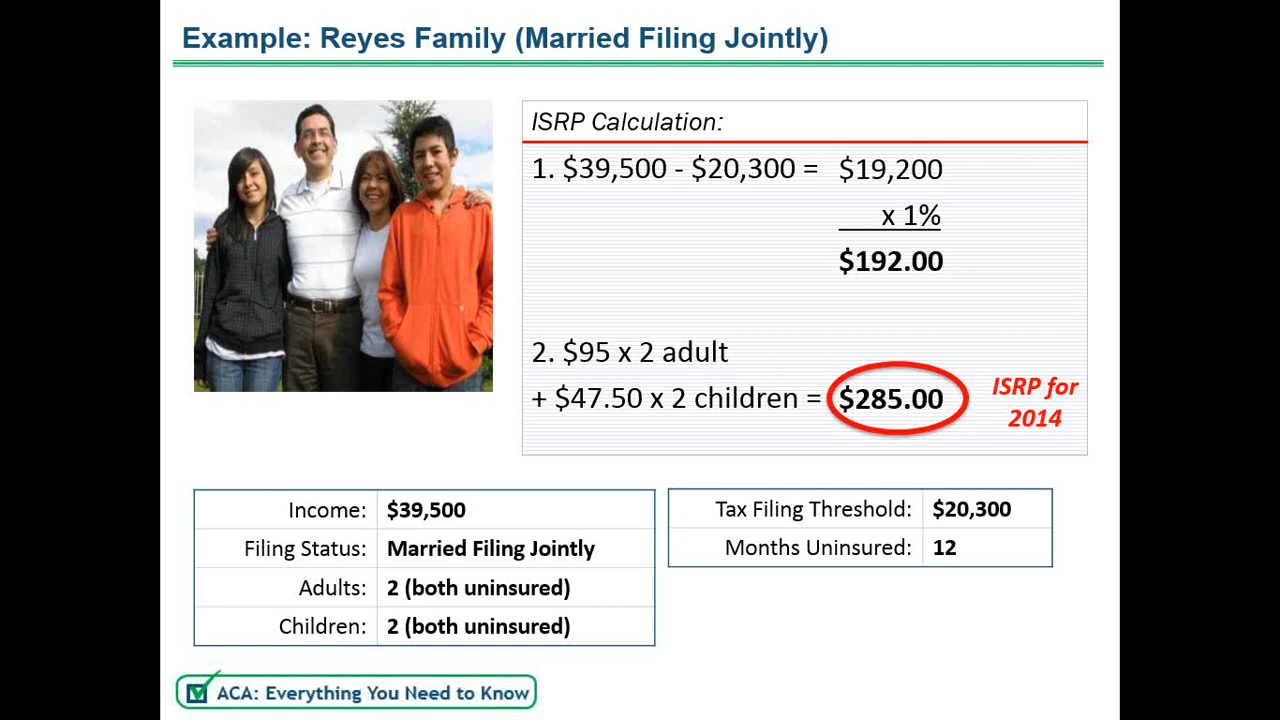 Example: Reyes Family (Married Filing Jointly)
ISRP Calculation:
1. $39,500 - $20,300 = $19,200
x 1%
$192.00
2. $95 x 2 adult
+ $47.50 x 2 children = $285.00
ISRP for
2014
Income: $39,500
Filing Status: Married Filing Jointly
Adults: 2 (both uninsured)
Children: 2 (both uninsured)
Tax Filing Threshold: $20,300
Months Uninsured: 12
ACA: Everything You Need to Know